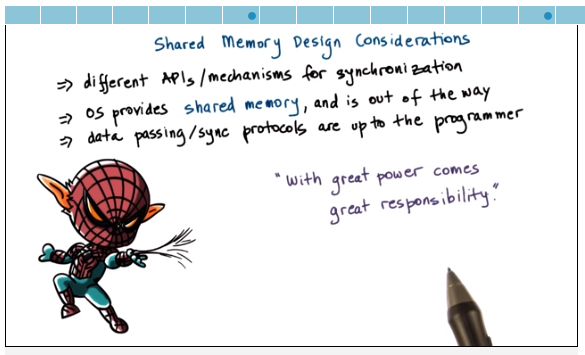 Shared Memory Design Considerations
=> different APIs/mechanisms for synchronization
=> OS provides shared memory, and is out of the way
=> data passing/sync protocols are up to the programmer
"with great power comes
great responsibility."